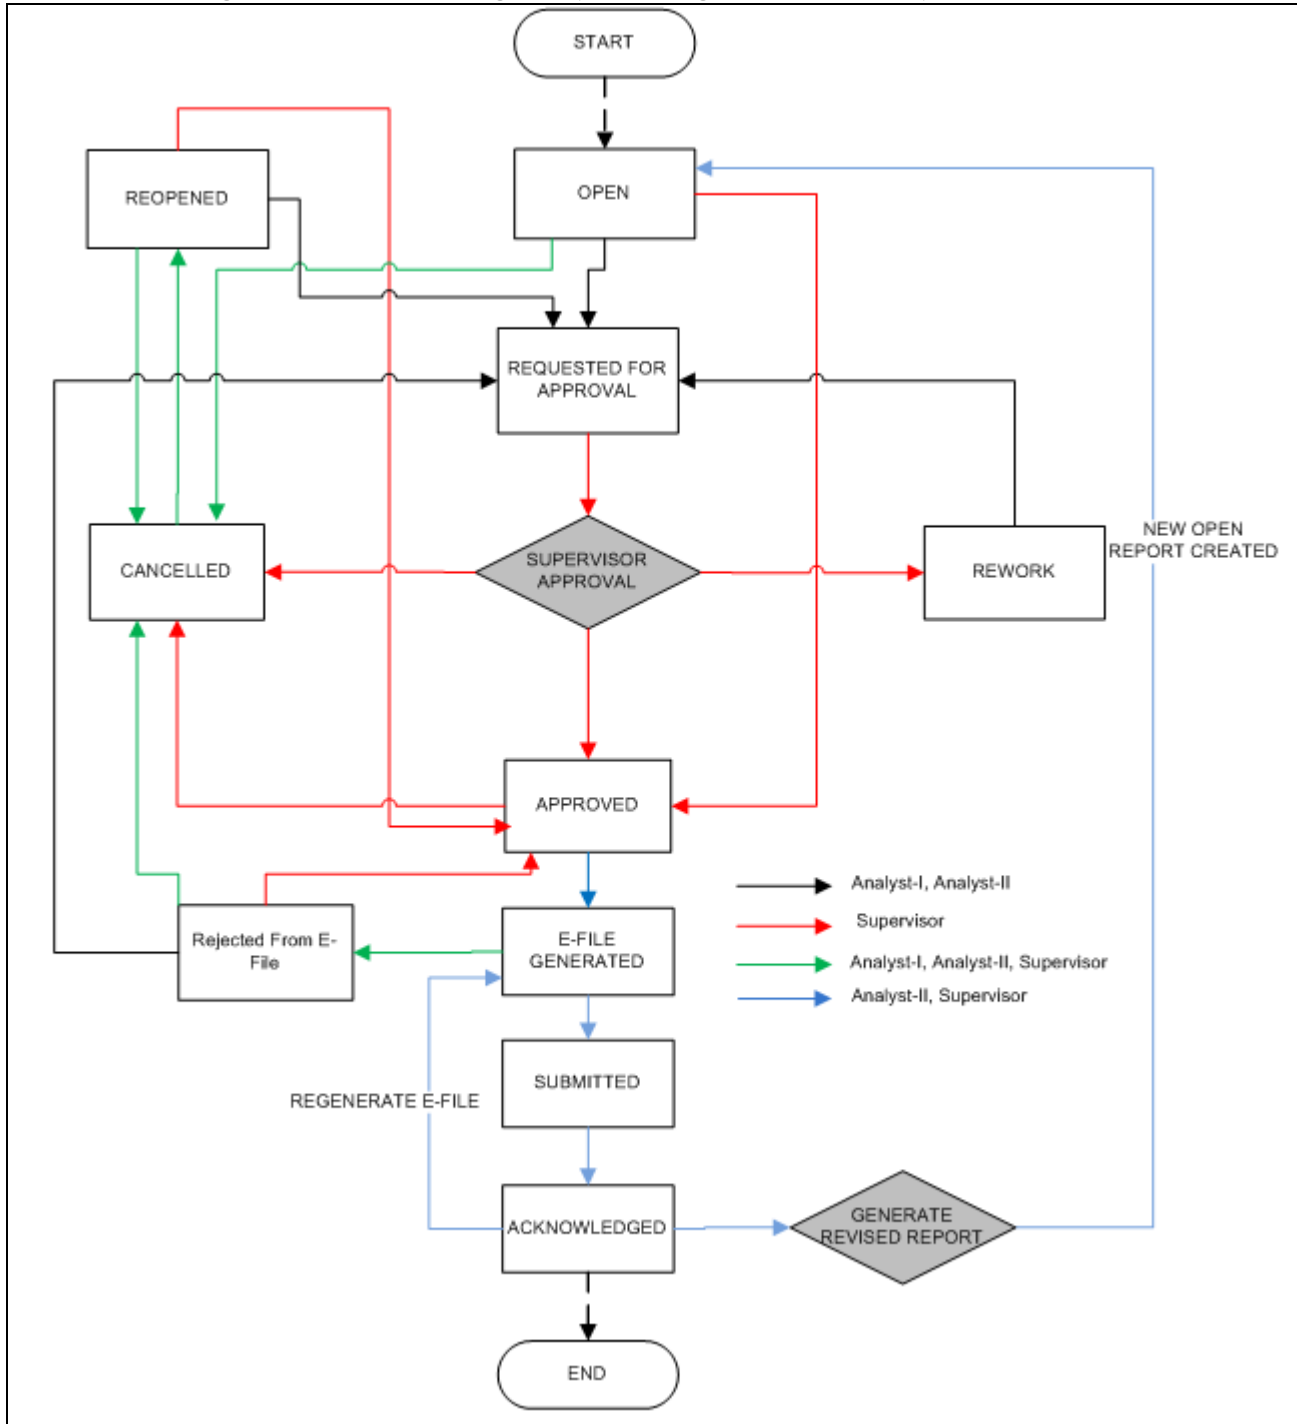 START
REOPENED
OPEN
REQUESTED FOR
APPROVAL
SUPERVISOR
APPROVAL
CANCELLED
REWORK
NEW OPEN
REPORT CREATED
APPROVED
Analyst-I, Analyst-II
Supervisor
Analyst-I, Analyst-II, Supervisor
Analyst-II, Supervisor
Rejected From E-
File
E-FILE
GENERATED
SUBMITTED
REGENERATE E-FILE
ACKNOWLEDGED
GENERATE
REVISED REPORT
END